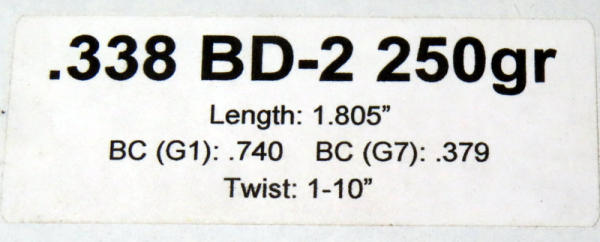 .338 BD-2 250gr
Length: 1.805”
BC (G1): .740 BC (G7): .379
Twist: 1-10”